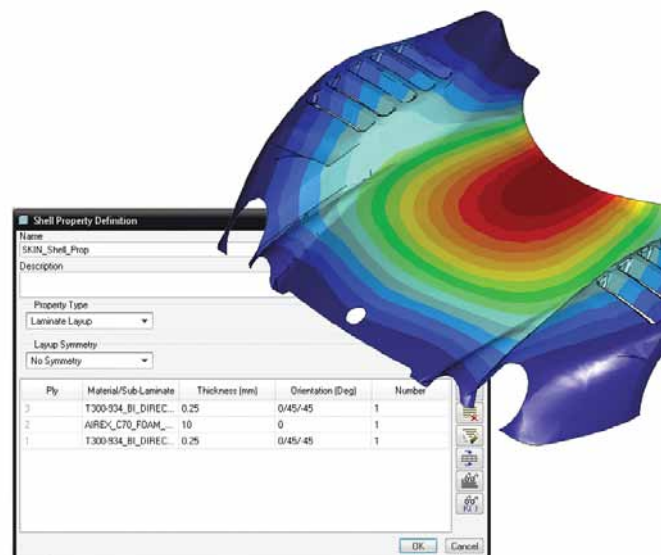 Shell Property Definition
Name
SKIN_Shell_Prop
Description
Property Type
Laminate Layup
Layup Symmetry
No Symmetry
Ply Material/Sub-Laminate Thickness (mm) Orientation (Deg) Number
3 T300-934_BI_DIREC... 0.25 0/45/-45 1
2 AIREX_C70_FOAM_... 10 0 1
1 T300-934_BI_DIREC... 0.25 0/45/-45 1
OK Cancel